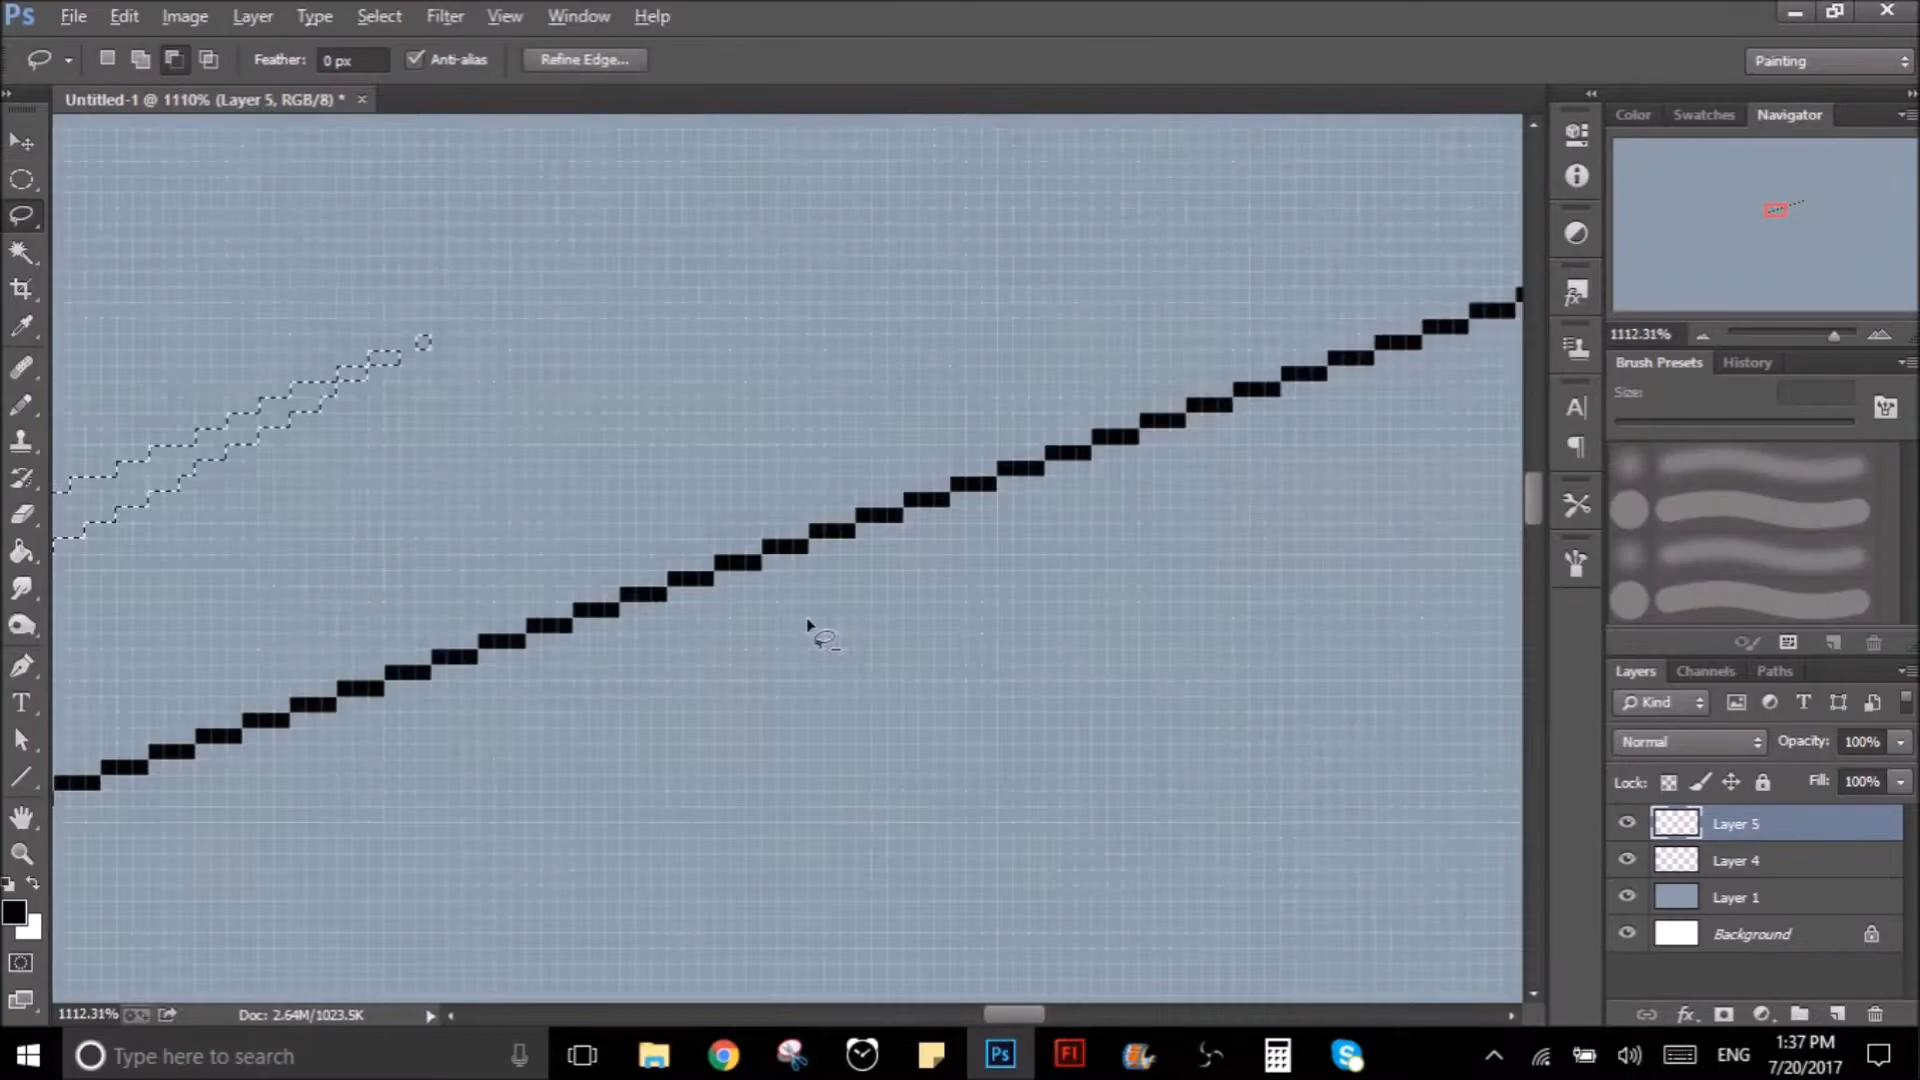 Ps File Edit Image Layer Type Select Filter View Window Help
Feather: 0 px Anti-alias Refine Edge... Painting
Untitled-1 @ 1110% (Layer 5, RGB/8) * ×
Color Swatches Navigator
1112.31%
Brush Presets History
Size:
Layers Channels Paths
Kind
Normal Opacity: 100%
Lock: Fill: 100%
Layer 5
Layer 4
Layer 1
Background
1112.31% Doc: 2.64M/1023.5K
Type here to search
Ps Fl ENG 1:37 PM
7/20/2017